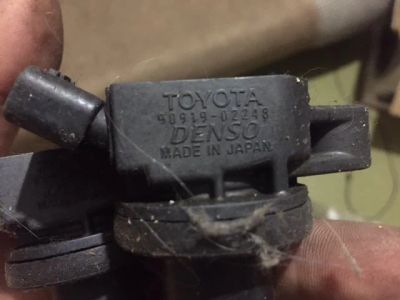 TOYOTA
90919-02248
DENSO
MADE IN JAPAN